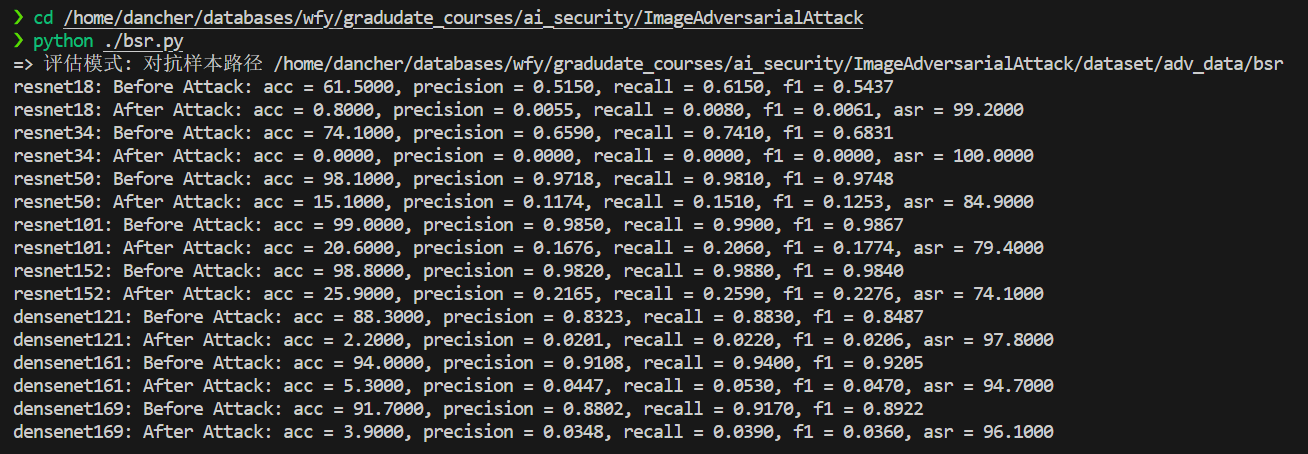 ❯ cd /home/dancher/databases/wfy/gradudate_courses/ai_security/ImageAdversarialAttack
❯ python ./bsr.py
=> 评估模式: 对抗样本路径 /home/dancher/databases/wfy/gradudate_courses/ai_security/ImageAdversarialAttack/dataset/adv_data/bsr
resnet18: Before Attack: acc = 61.5000, precision = 0.5150, recall = 0.6150, f1 = 0.5437
resnet18: After Attack: acc = 0.8000, precision = 0.0055, recall = 0.0080, f1 = 0.0061, asr = 99.2000
resnet34: Before Attack: acc = 74.1000, precision = 0.6590, recall = 0.7410, f1 = 0.6831
resnet34: After Attack: acc = 0.0000, precision = 0.0000, recall = 0.0000, f1 = 0.0000, asr = 100.0000
resnet50: Before Attack: acc = 98.1000, precision = 0.9718, recall = 0.9810, f1 = 0.9748
resnet50: After Attack: acc = 15.1000, precision = 0.1174, recall = 0.1510, f1 = 0.1253, asr = 84.9000
resnet101: Before Attack: acc = 99.0000, precision = 0.9850, recall = 0.9900, f1 = 0.9867
resnet101: After Attack: acc = 20.6000, precision = 0.1676, recall = 0.2060, f1 = 0.1774, asr = 79.4000
resnet152: Before Attack: acc = 98.8000, precision = 0.9820, recall = 0.9880, f1 = 0.9840
resnet152: After Attack: acc = 25.9000, precision = 0.2165, recall = 0.2590, f1 = 0.2276, asr = 74.1000
densenet121: Before Attack: acc = 88.3000, precision = 0.8323, recall = 0.8830, f1 = 0.8487
densenet121: After Attack: acc = 2.2000, precision = 0.0201, recall = 0.0220, f1 = 0.0206, asr = 97.8000
densenet161: Before Attack: acc = 94.0000, precision = 0.9108, recall = 0.9400, f1 = 0.9205
densenet161: After Attack: acc = 5.3000, precision = 0.0447, recall = 0.0530, f1 = 0.0470, asr = 94.7000
densenet169: Before Attack: acc = 91.7000, precision = 0.8802, recall = 0.9170, f1 = 0.8922
densenet169: After Attack: acc = 3.9000, precision = 0.0348, recall = 0.0390, f1 = 0.0360, asr = 96.1000